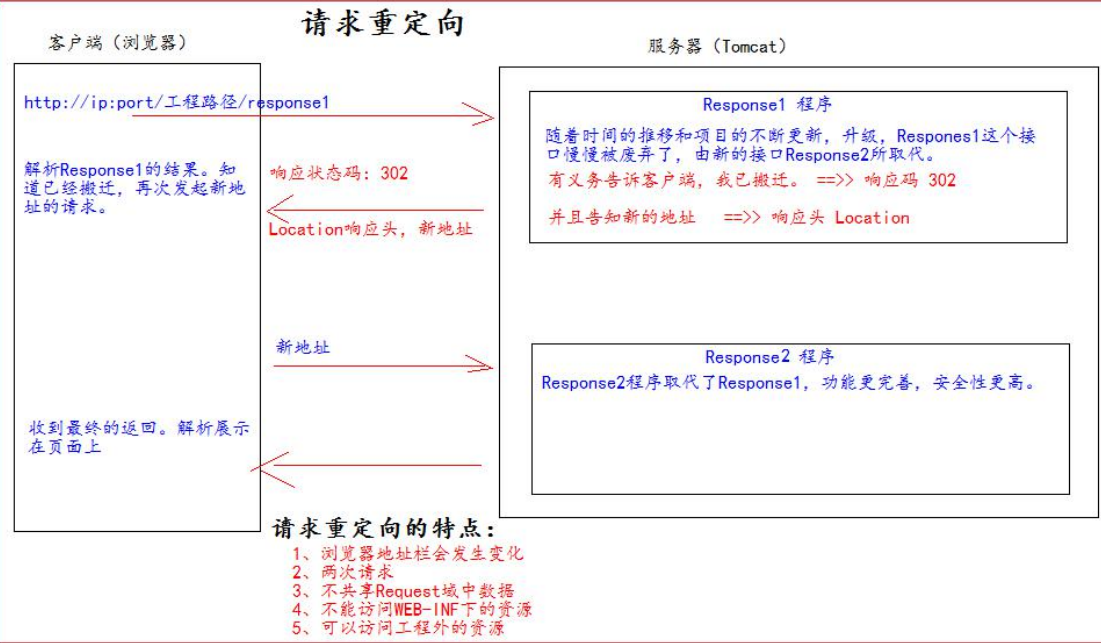 请求重定向
客户端（浏览器）
服务器（Tomcat）
http://ip:port/工程路径/response1
Response1 程序
随着时间的推移和项目的不断更新，升级，Respones1这个接
口慢慢被废弃了，由新的接口Response2所取代。
有义务告诉客户端，我已搬迁。 ==>> 响应码 302
并且告知新的地址 ==>> 响应头 Location
解析Response1的结果。知
道已经搬迁，再次发起新地
址的请求。
响应状态码：302
Location响应头，新地址
新地址
Response2 程序
Response2程序取代了Response1，功能更完善，安全性更高。
收到最终的返回。解析展示
在页面上
请求重定向的特点：
1、浏览器地址栏会发生变化
2、两次请求
3、不共享Request域中数据
4、不能访问WEB-INF下的资源
5、可以访问工程外的资源